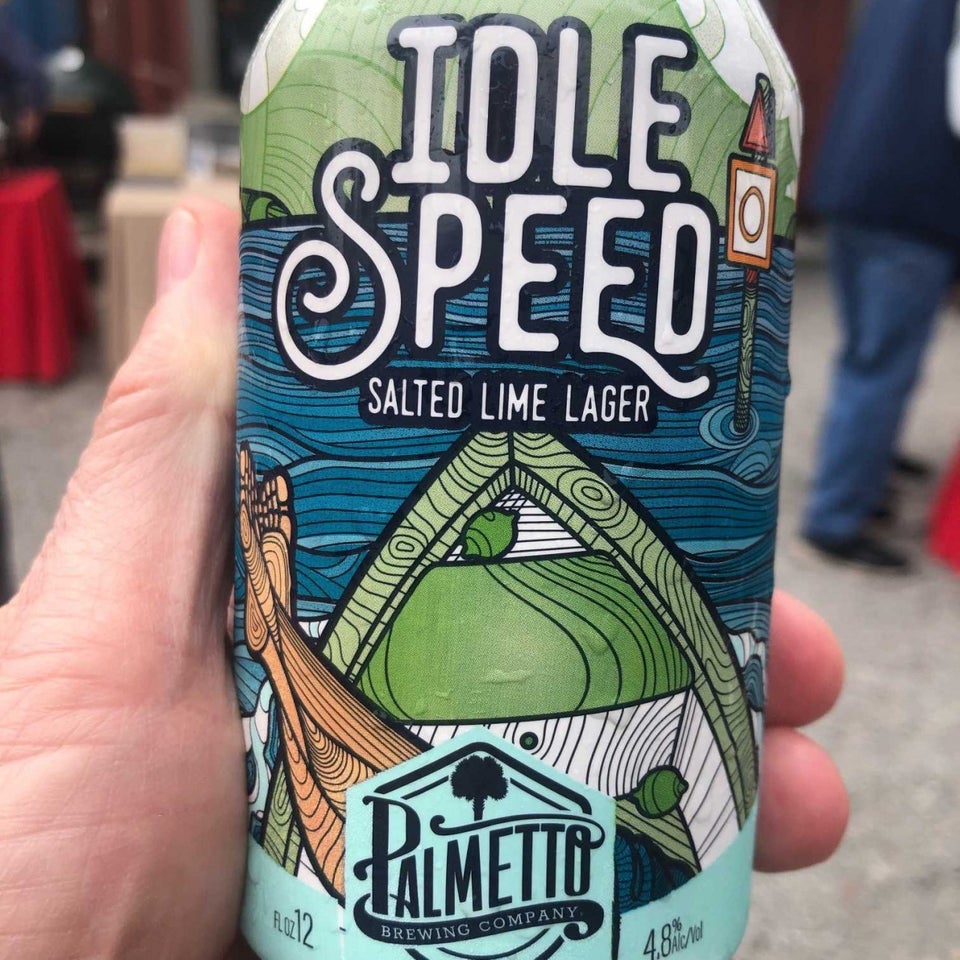 IDLE
SPEED
SALTED LIME LAGER
PALMETTO
BREWING COMPANY
FL OZ 12
4.8% Alc/Vol